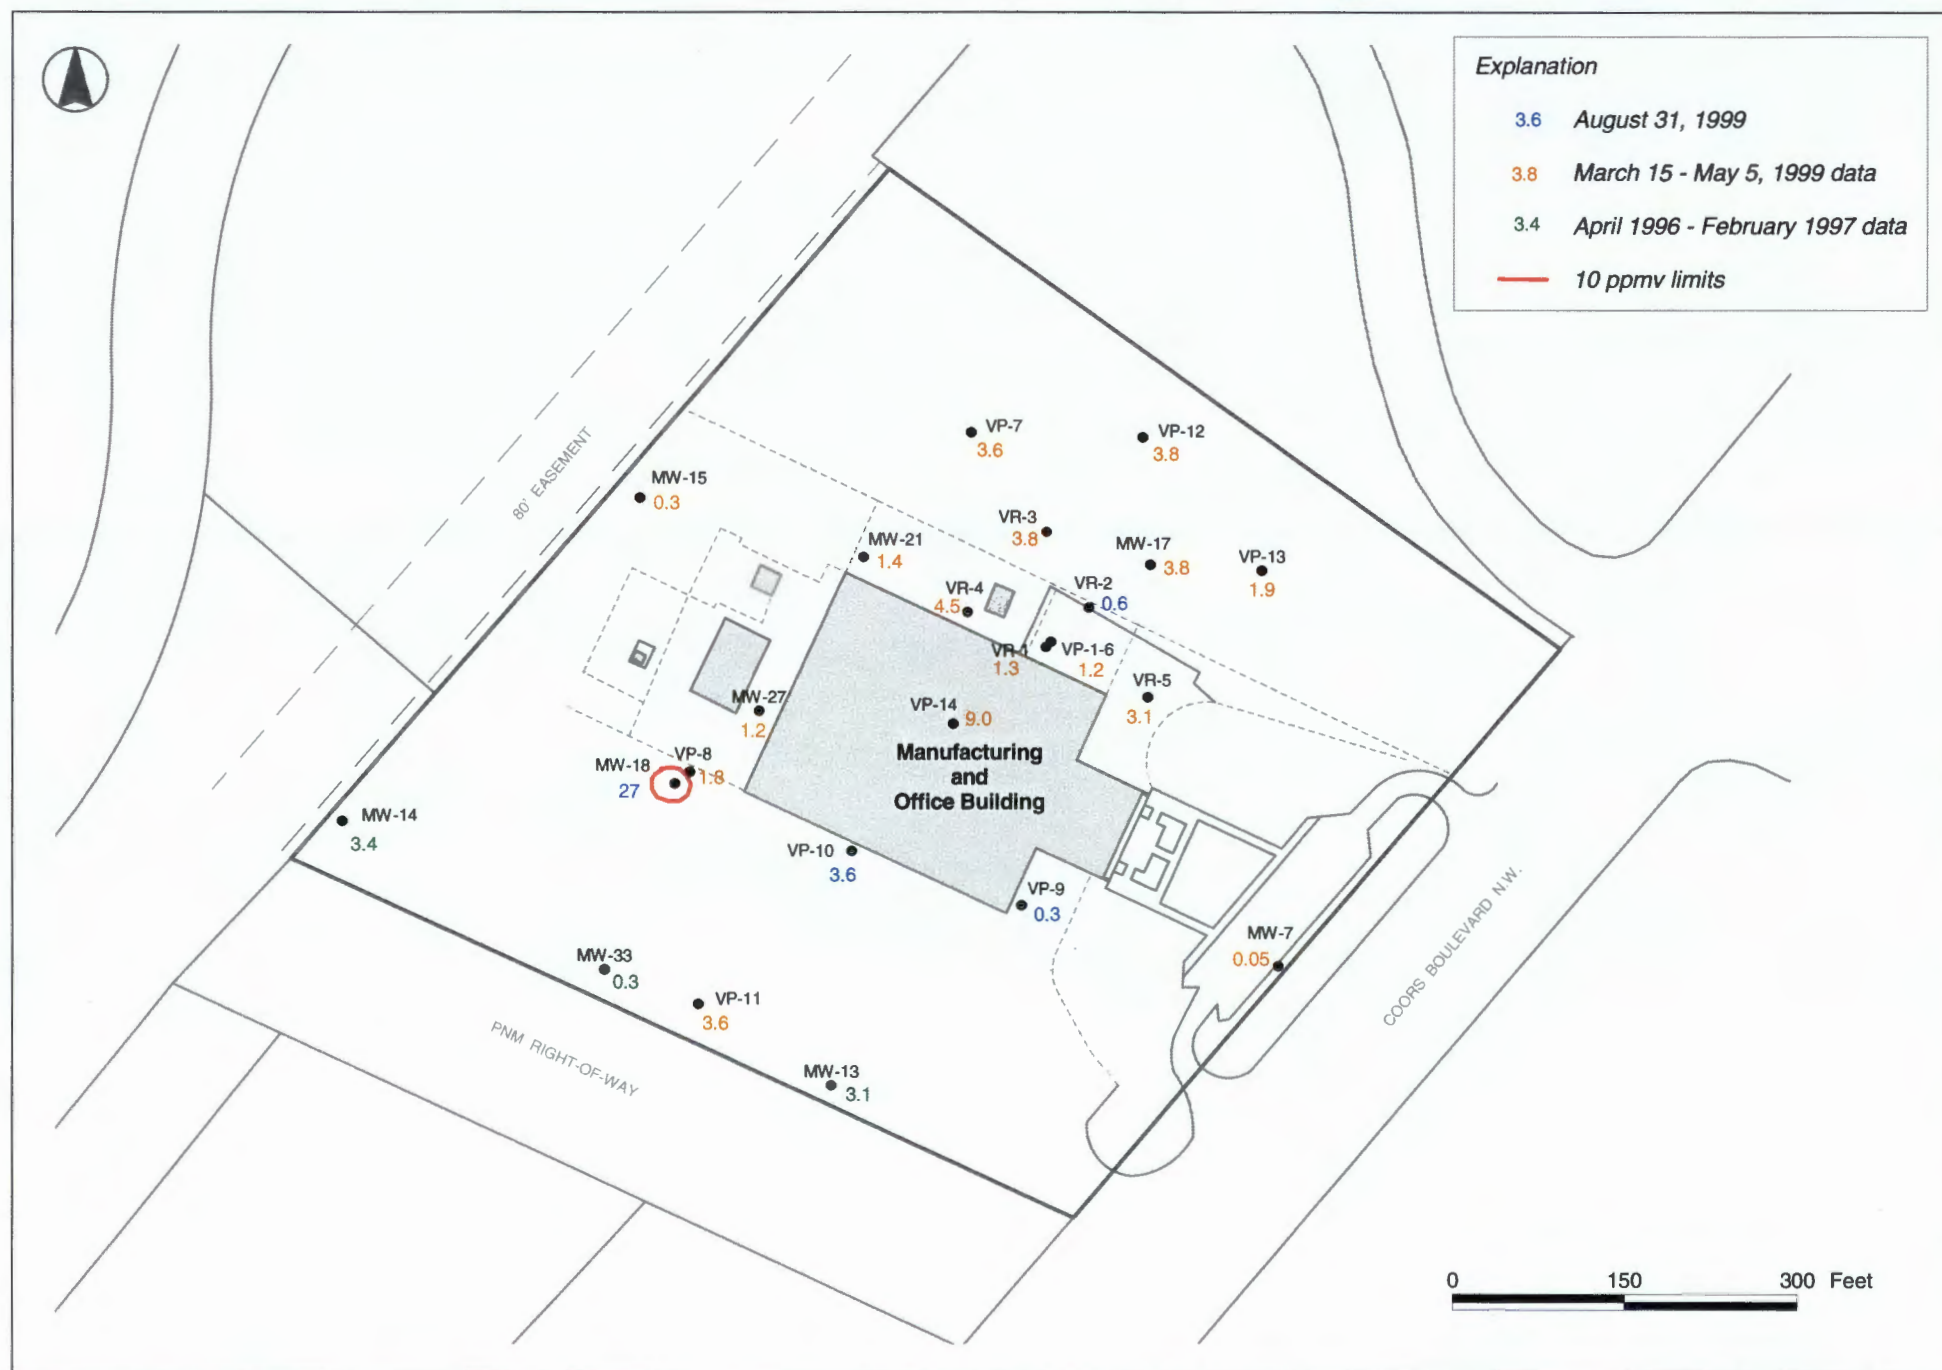 Explanation
3.6 August 31, 1999
3.8 March 15 - May 5, 1999 data
3.4 April 1996 - February 1997 data
10 ppmv limits
80' EASEMENT
VP-7
3.6
VP-12
3.8
MW-15
0.3
VR-3
3.8
MW-21
1.4
MW-17
3.8
VP-13
1.9
VR-4
4.5
VR-2
0.6
VR-1
1.3
VP-1-6
1.2
VR-5
3.1
MW-27
1.2
VP-14
9.0
Manufacturing
and
Office Building
VP-8
1.8
MW-18
27
MW-14
3.4
VP-10
3.6
VP-9
0.3
MW-7
0.05
COORS BOULEVARD N.W.
MW-33
0.3
VP-11
3.6
PNM RIGHT-OF-WAY
MW-13
3.1
0 150 300 Feet